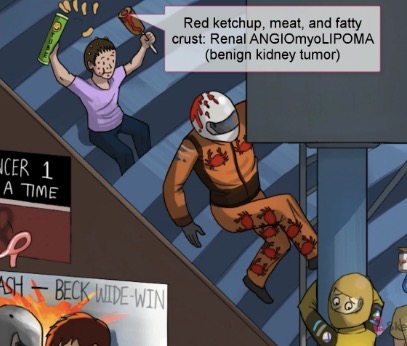 Red ketchup, meat, and fatty
crust: Renal ANGIOmyoLIPOMA
(benign kidney tumor)
NCER 1
A TIME
ASH — BECK WIDE-WIN